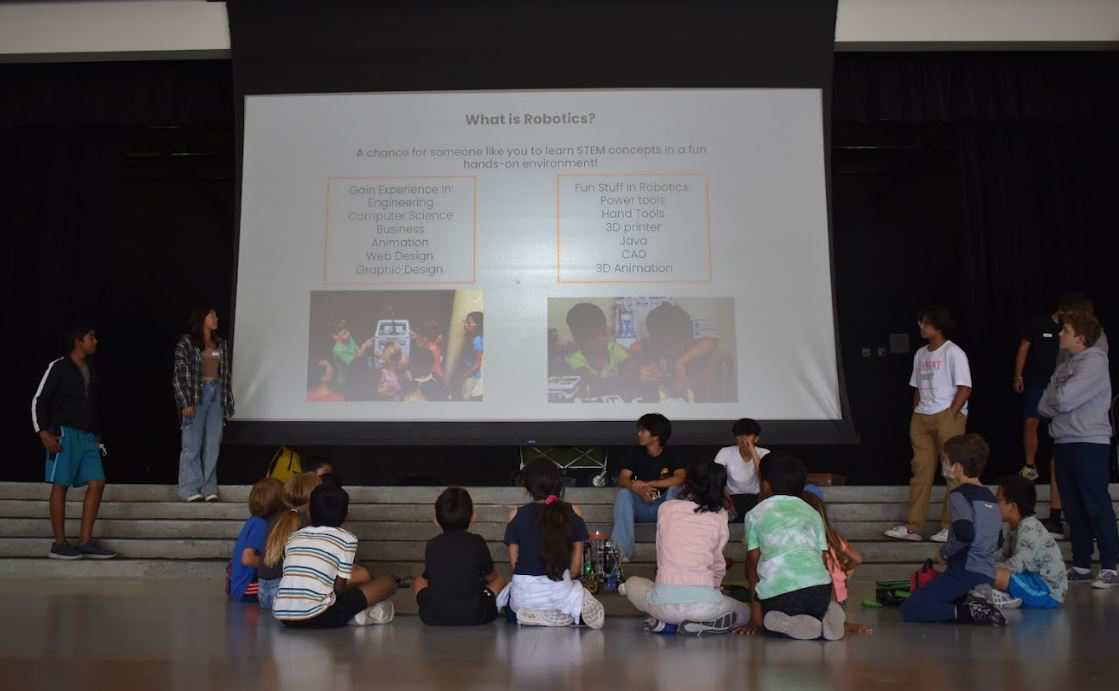 What is Robotics?
A chance for someone like you to learn STEM concepts in a fun
hands-on environment!
Gain Experience In:
Engineering
Computer Science
Business
Animation
Web Design
Graphic Design
Fun Stuff In Robotics:
Power tools
Hand Tools
3D printer
Java
CAD
3D Animation